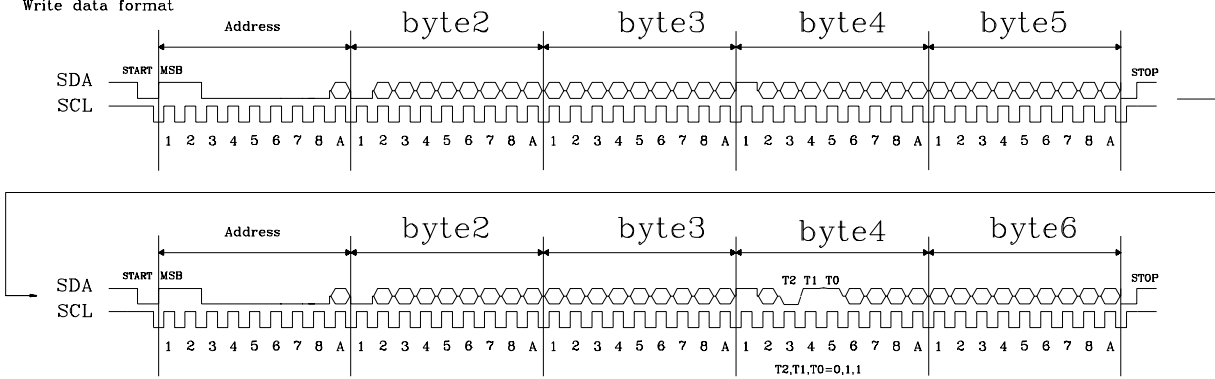 Write data format
Address byte2 byte3 byte4 byte5
START MSB STOP
SDA
SCL
1 2 3 4 5 6 7 8 A 1 2 3 4 5 6 7 8 A 1 2 3 4 5 6 7 8 A 1 2 3 4 5 6 7 8 A 1 2 3 4 5 6 7 8 A
Address byte2 byte3 byte4 byte6
START MSB STOP
SDA T2 T1 T0
SCL
1 2 3 4 5 6 7 8 A 1 2 3 4 5 6 7 8 A 1 2 3 4 5 6 7 8 A 1 2 3 4 5 6 7 8 A 1 2 3 4 5 6 7 8 A
T2,T1,T0=0,1,1